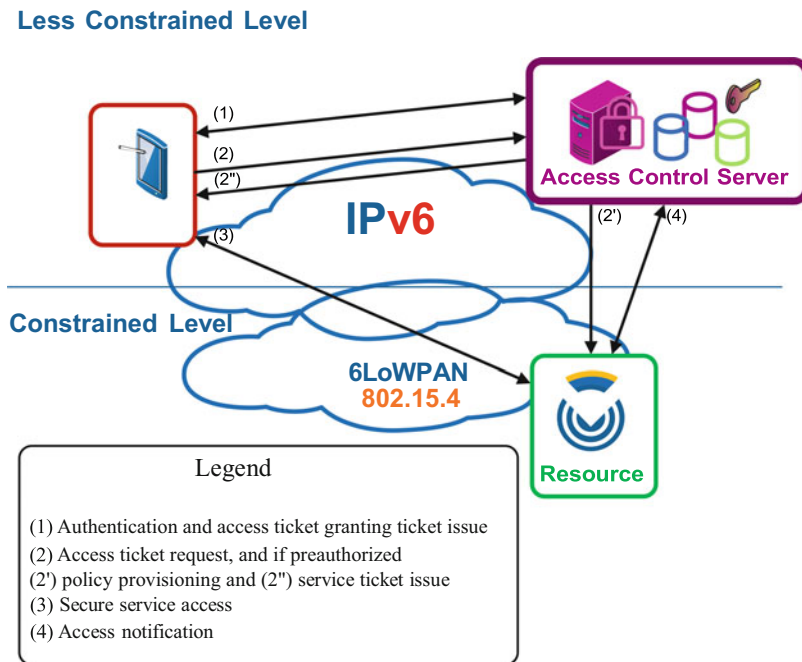 Less Constrained Level
(1)
(2)
(2")
Access Control Server
IPv6
(2')
(4)
(3)
Constrained Level
6LoWPAN
802.15.4
Resource
Legend
(1) Authentication and access ticket granting ticket issue
(2) Access ticket request, and if preauthorized
(2') policy provisioning and (2") service ticket issue
(3) Secure service access
(4) Access notification